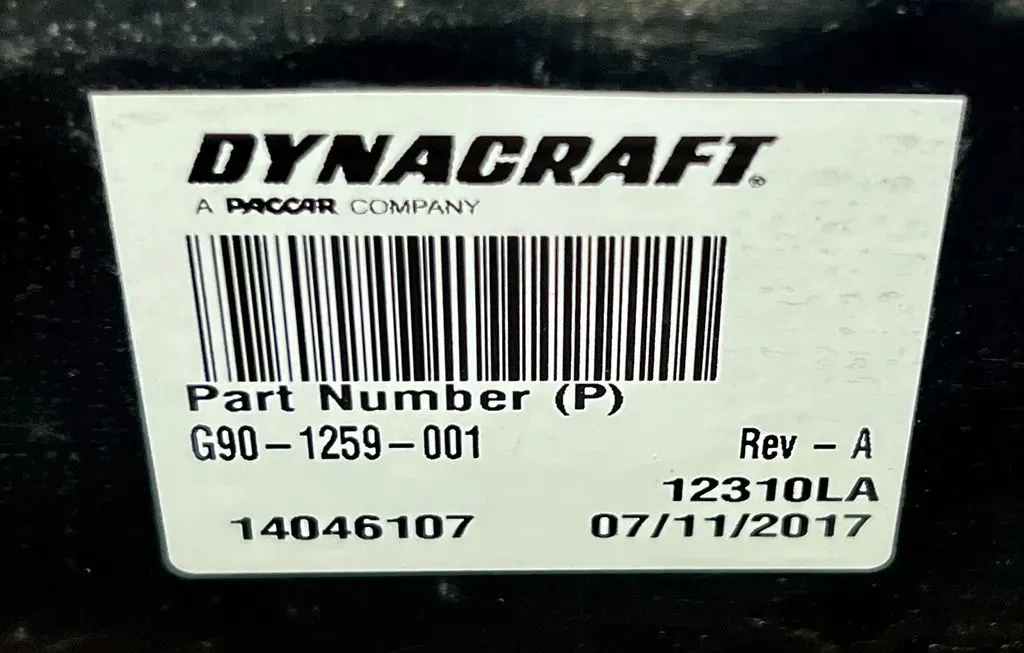 DYNACRAFT®
A PACCAR COMPANY
Part Number (P)
G90-1259-001 Rev - A
12310LA
14046107 07/11/2017